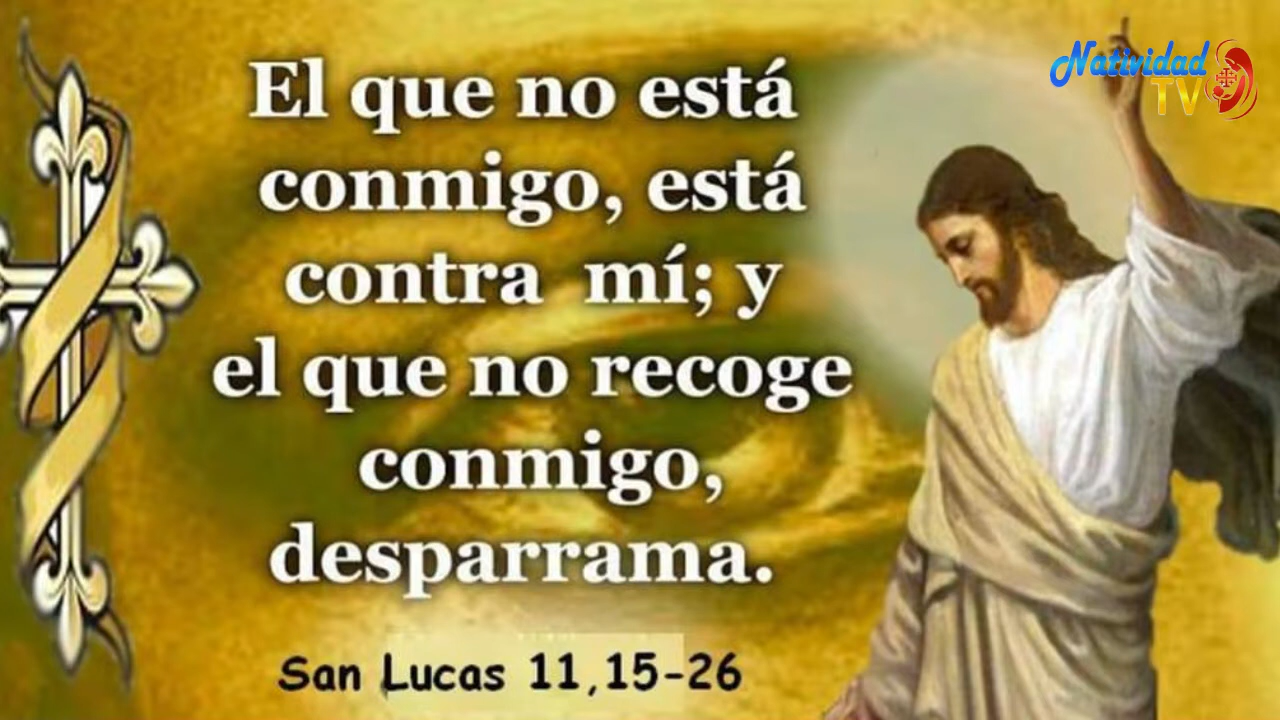 El que no está
conmigo, está
contra mí; y
el que no recoge
conmigo,
desparrama.
San Lucas 11,15-26
Natividad
TV